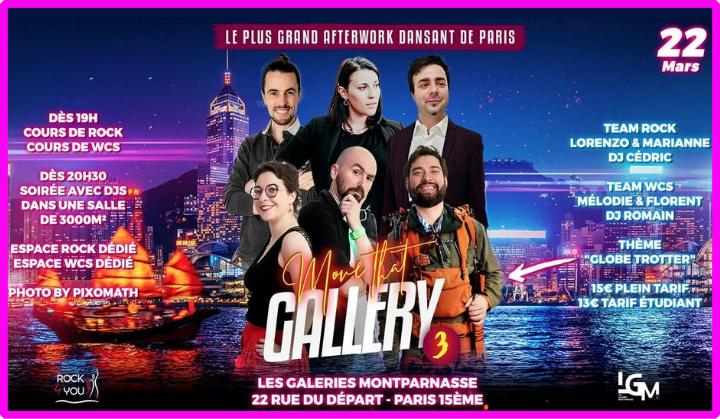 LE PLUS GRAND AFTERWORK DANSANT DE PARIS
22
Mars
DÈS 19H
COURS DE ROCK
COURS DE WCS
DÈS 20H30
SOIRÉE AVEC DJS
DANS UNE SALLE
DE 3000M²
ESPACE ROCK DÉDIÉ
ESPACE WCS DÉDIÉ
PHOTO BY PIXOMATH
TEAM ROCK
LORENZO & MARIANNE
DJ CÉDRIC
TEAM WCS
MÉLODIE & FLORENT
DJ ROMAIN
THÈME
"GLOBE TROTTER"
15€ PLEIN TARIF
13€ TARIF ÉTUDIANT
Move that
GALLERY
3
LES GALERIES MONTPARNASSE
22 RUE DU DÉPART - PARIS 15ÈME
ROCK
4 YOU
LGM